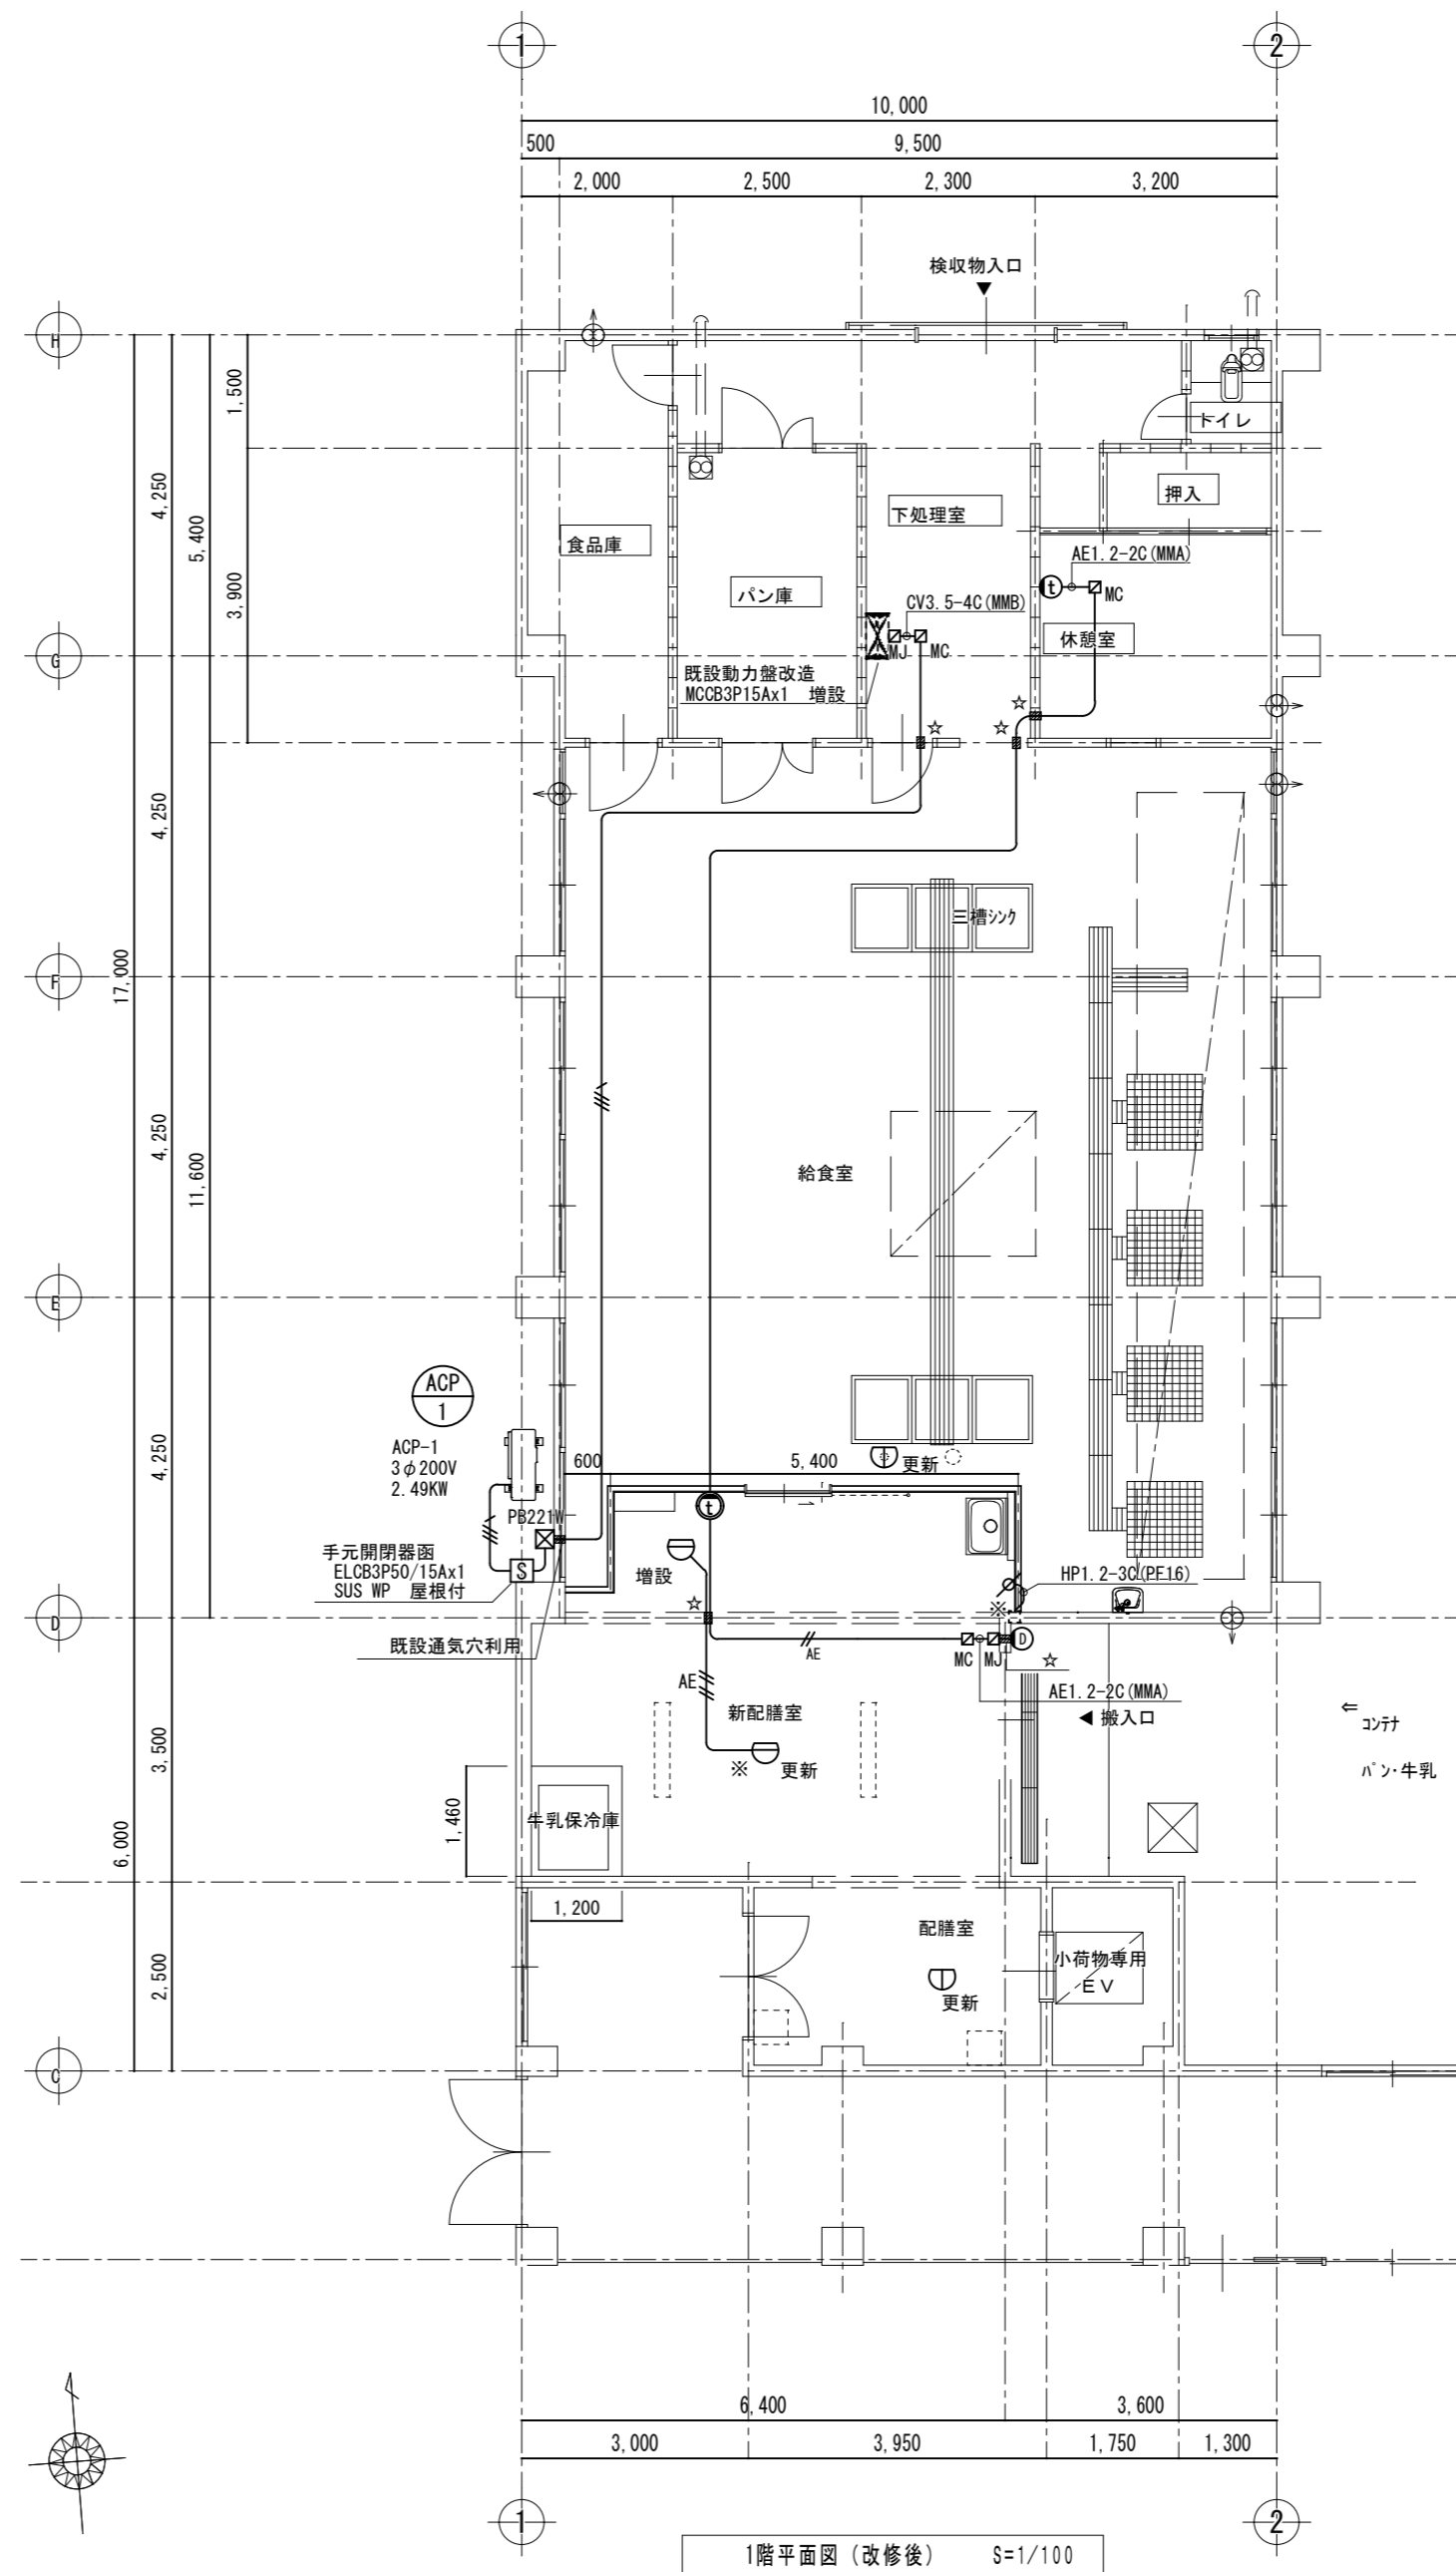 1
2
10,000
500
9,500
2,000
2,500
2,300
3,200
検収物入口
▼
H
1,500
トイレ
4,250
5,400
押入
下処理室
食品庫
AE1.2-2C(MMA)
3,900
パン庫
CV3.5-4C(MMB)
t
MC
休憩室
MJ
MC
G
既設動力盤改造
MCCB3P15Ax1 増設
☆
☆
☆
4,250
三槽シンク
F
17,000
4,250
11,600
給食室
E
ACP
1
ACP-1
3φ200V
2.49KW
4,250
600
5,400
更新
t
PB221W
手元開閉器函
ELCB3P50/15Ax1
SUS WP 屋根付
S
増設
HP1.2-3C(PF16)
☆
※
D
既設通気穴利用
AE
MC
MJ
D
☆
AE
AE1.2-2C(MMA)
新配膳室
◀ 搬入口
⇐
コンテナ
パン・牛乳
3,500
※
更新
牛乳保冷庫
1,460
6,000
1,200
配膳室
小荷物専用
EV
更新
2,500
C
6,400
3,600
3,000
3,950
1,750
1,300
1
2
1階平面図（改修後） S=1/100